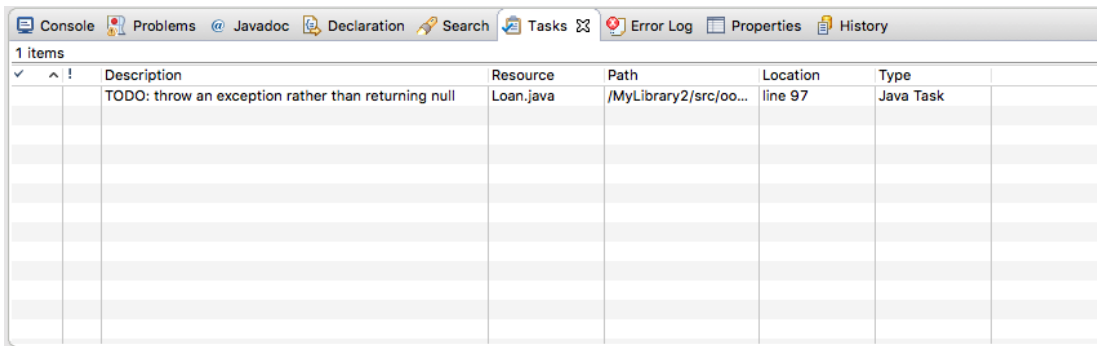 Console Problems @ Javadoc Declaration Search Tasks Error Log Properties History
1 items
! Description Resource Path Location Type
TODO: throw an exception rather than returning null Loan.java /MyLibrary2/src/oo... line 97 Java Task